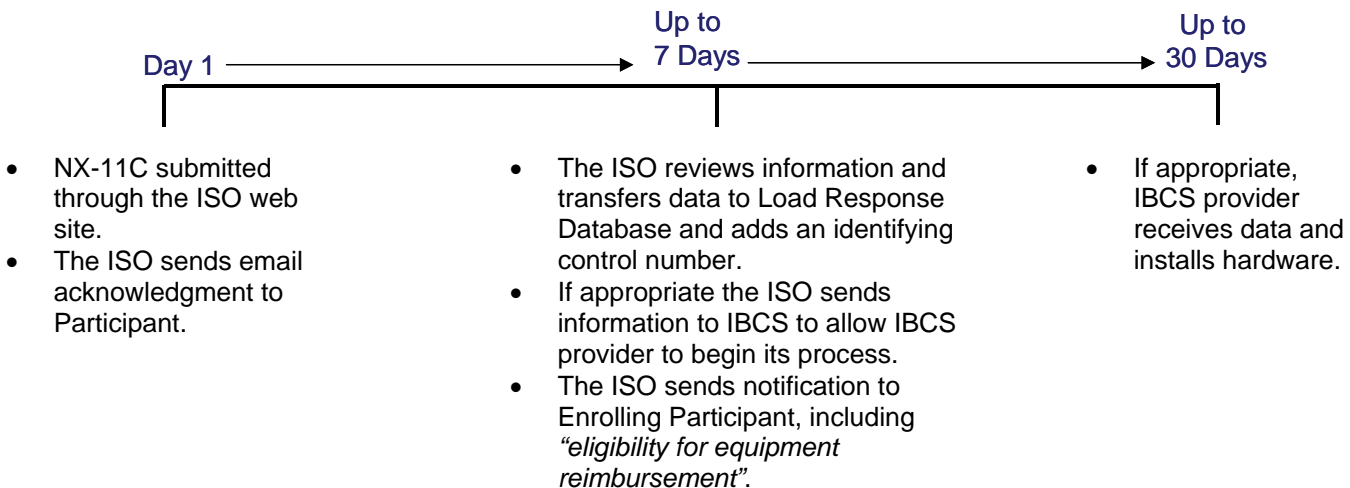 Day 1
Up to
7 Days
Up to
30 Days
• NX-11C submitted
through the ISO web
site.
• The ISO sends email
acknowledgment to
Participant.
• The ISO reviews information and
transfers data to Load Response
Database and adds an identifying
control number.
• If appropriate the ISO sends
information to IBCS to allow IBCS
provider to begin its process.
• The ISO sends notification to
Enrolling Participant, including
“eligibility for equipment
reimbursement”.
• If appropriate,
IBCS provider
receives data and
installs hardware.